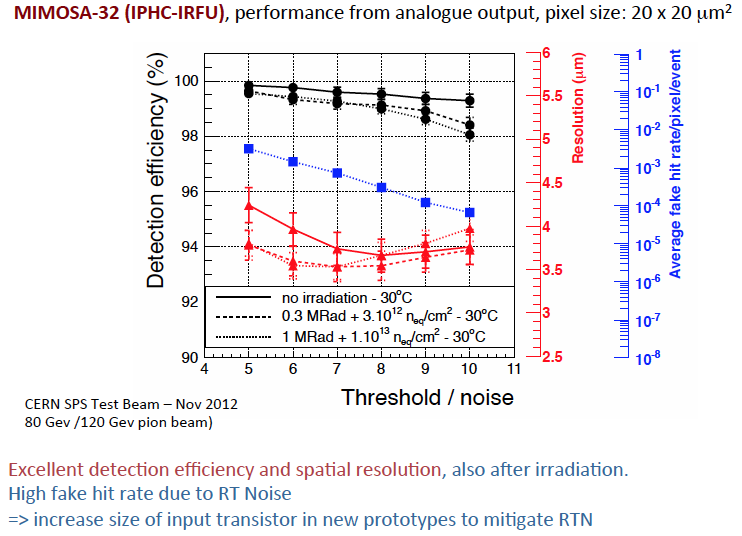 MIMOSA-32 (IPHC-IRFU), performance from analogue output, pixel size: 20 x 20 μm²
Detection efficiency (%)
100
98
96
94
92
90
4 5 6 7 8 9 10 11
Threshold / noise
no irradiation - 30°C
0.3 MRad + 3.10¹² n_eq/cm² - 30°C
1 MRad + 1.10¹³ n_eq/cm² - 30°C
6
5.5
5
4.5
4
3.5
3
2.5
Resolution (μm)
1
10⁻¹
10⁻²
10⁻³
10⁻⁴
10⁻⁵
10⁻⁶
10⁻⁷
10⁻⁸
Average fake hit rate/pixel/event
CERN SPS Test Beam – Nov 2012
80 Gev /120 Gev pion beam)
Excellent detection efficiency and spatial resolution, also after irradiation.
High fake hit rate due to RT Noise
=> increase size of input transistor in new prototypes to mitigate RTN